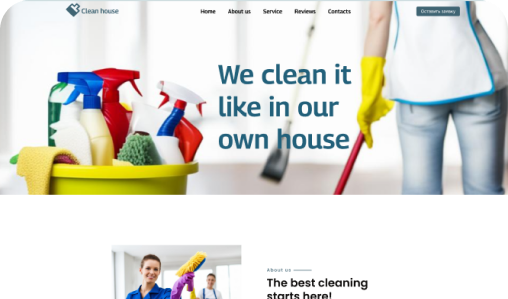 Clean house
Home About us Service Reviews Contacts
Оставить заявку
We clean it
like in our
own house
About us
The best cleaning
starts here!